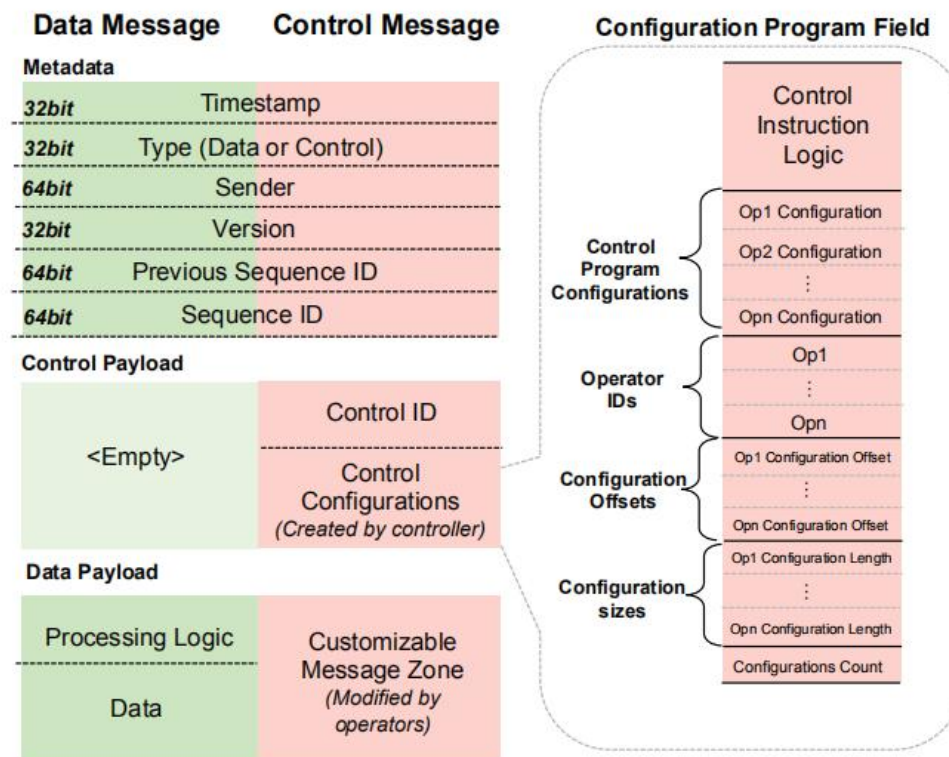 Data Message
Control Message
Metadata
32bit
Timestamp
32bit
Type (Data or Control)
64bit
Sender
32bit
Version
64bit
Previous Sequence ID
64bit
Sequence ID
Control Payload
<Empty>
Control ID
Control
Configurations
(Created by controller)
Data Payload
Processing Logic
Data
Customizable
Message Zone
(Modified by
operators)
Configuration Program Field
Control
Instruction
Logic
Control
Program
Configurations
Op1 Configuration
Op2 Configuration
⋮
Opn Configuration
Operator
IDs
Op1
⋮
Opn
Configuration
Offsets
Op1 Configuration Offset
⋮
Opn Configuration Offset
Configuration
sizes
Op1 Configuration Length
⋮
Opn Configuration Length
Configurations Count